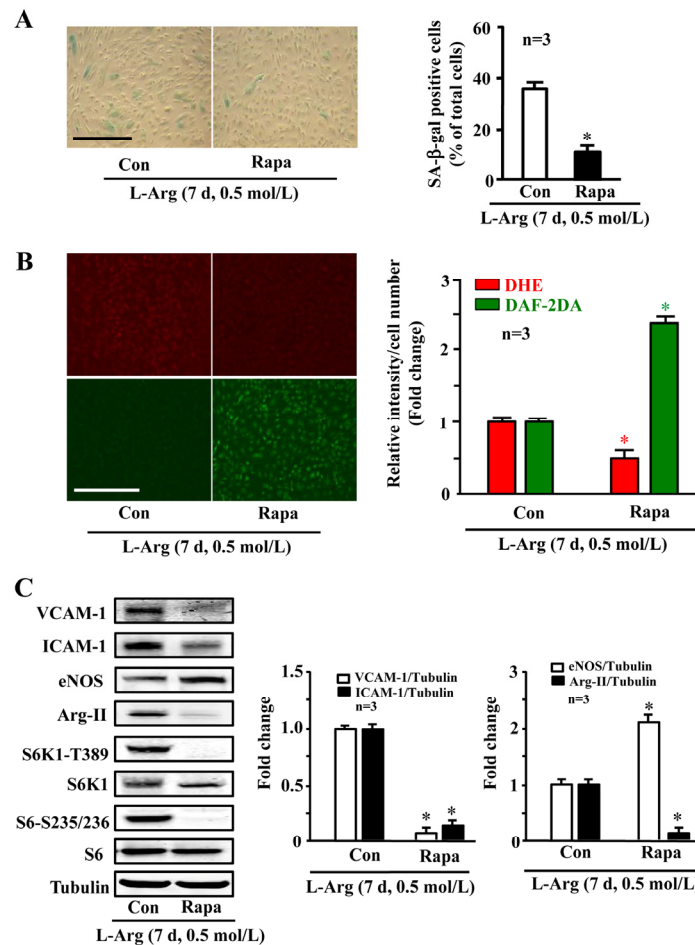 A
Con
Rapa
L-Arg (7 d, 0.5 mol/L)
SA-β-gal positive cells
(% of total cells)
60
40
20
0
n=3
*
Con
Rapa
L-Arg (7 d, 0.5 mol/L)
B
Con
Rapa
L-Arg (7 d, 0.5 mol/L)
Relative intensity/cell number
(Fold change)
3
2
1
0
DHE
DAF-2DA
n=3
*
*
Con
Rapa
L-Arg (7 d, 0.5 mol/L)
C
VCAM-1
ICAM-1
eNOS
Arg-II
S6K1-T389
S6K1
S6-S235/236
S6
Tubulin
Con
Rapa
L-Arg (7 d, 0.5 mol/L)
Fold change
1.5
1.0
0.5
0
VCAM-1/Tubulin
ICAM-1/Tubulin
n=3
* *
Con
Rapa
L-Arg (7 d, 0.5 mol/L)
Fold change
3
2
1
0
eNOS/Tubulin
Arg-II/Tubulin
n=3
*
*
Con
Rapa
L-Arg (7 d, 0.5 mol/L)